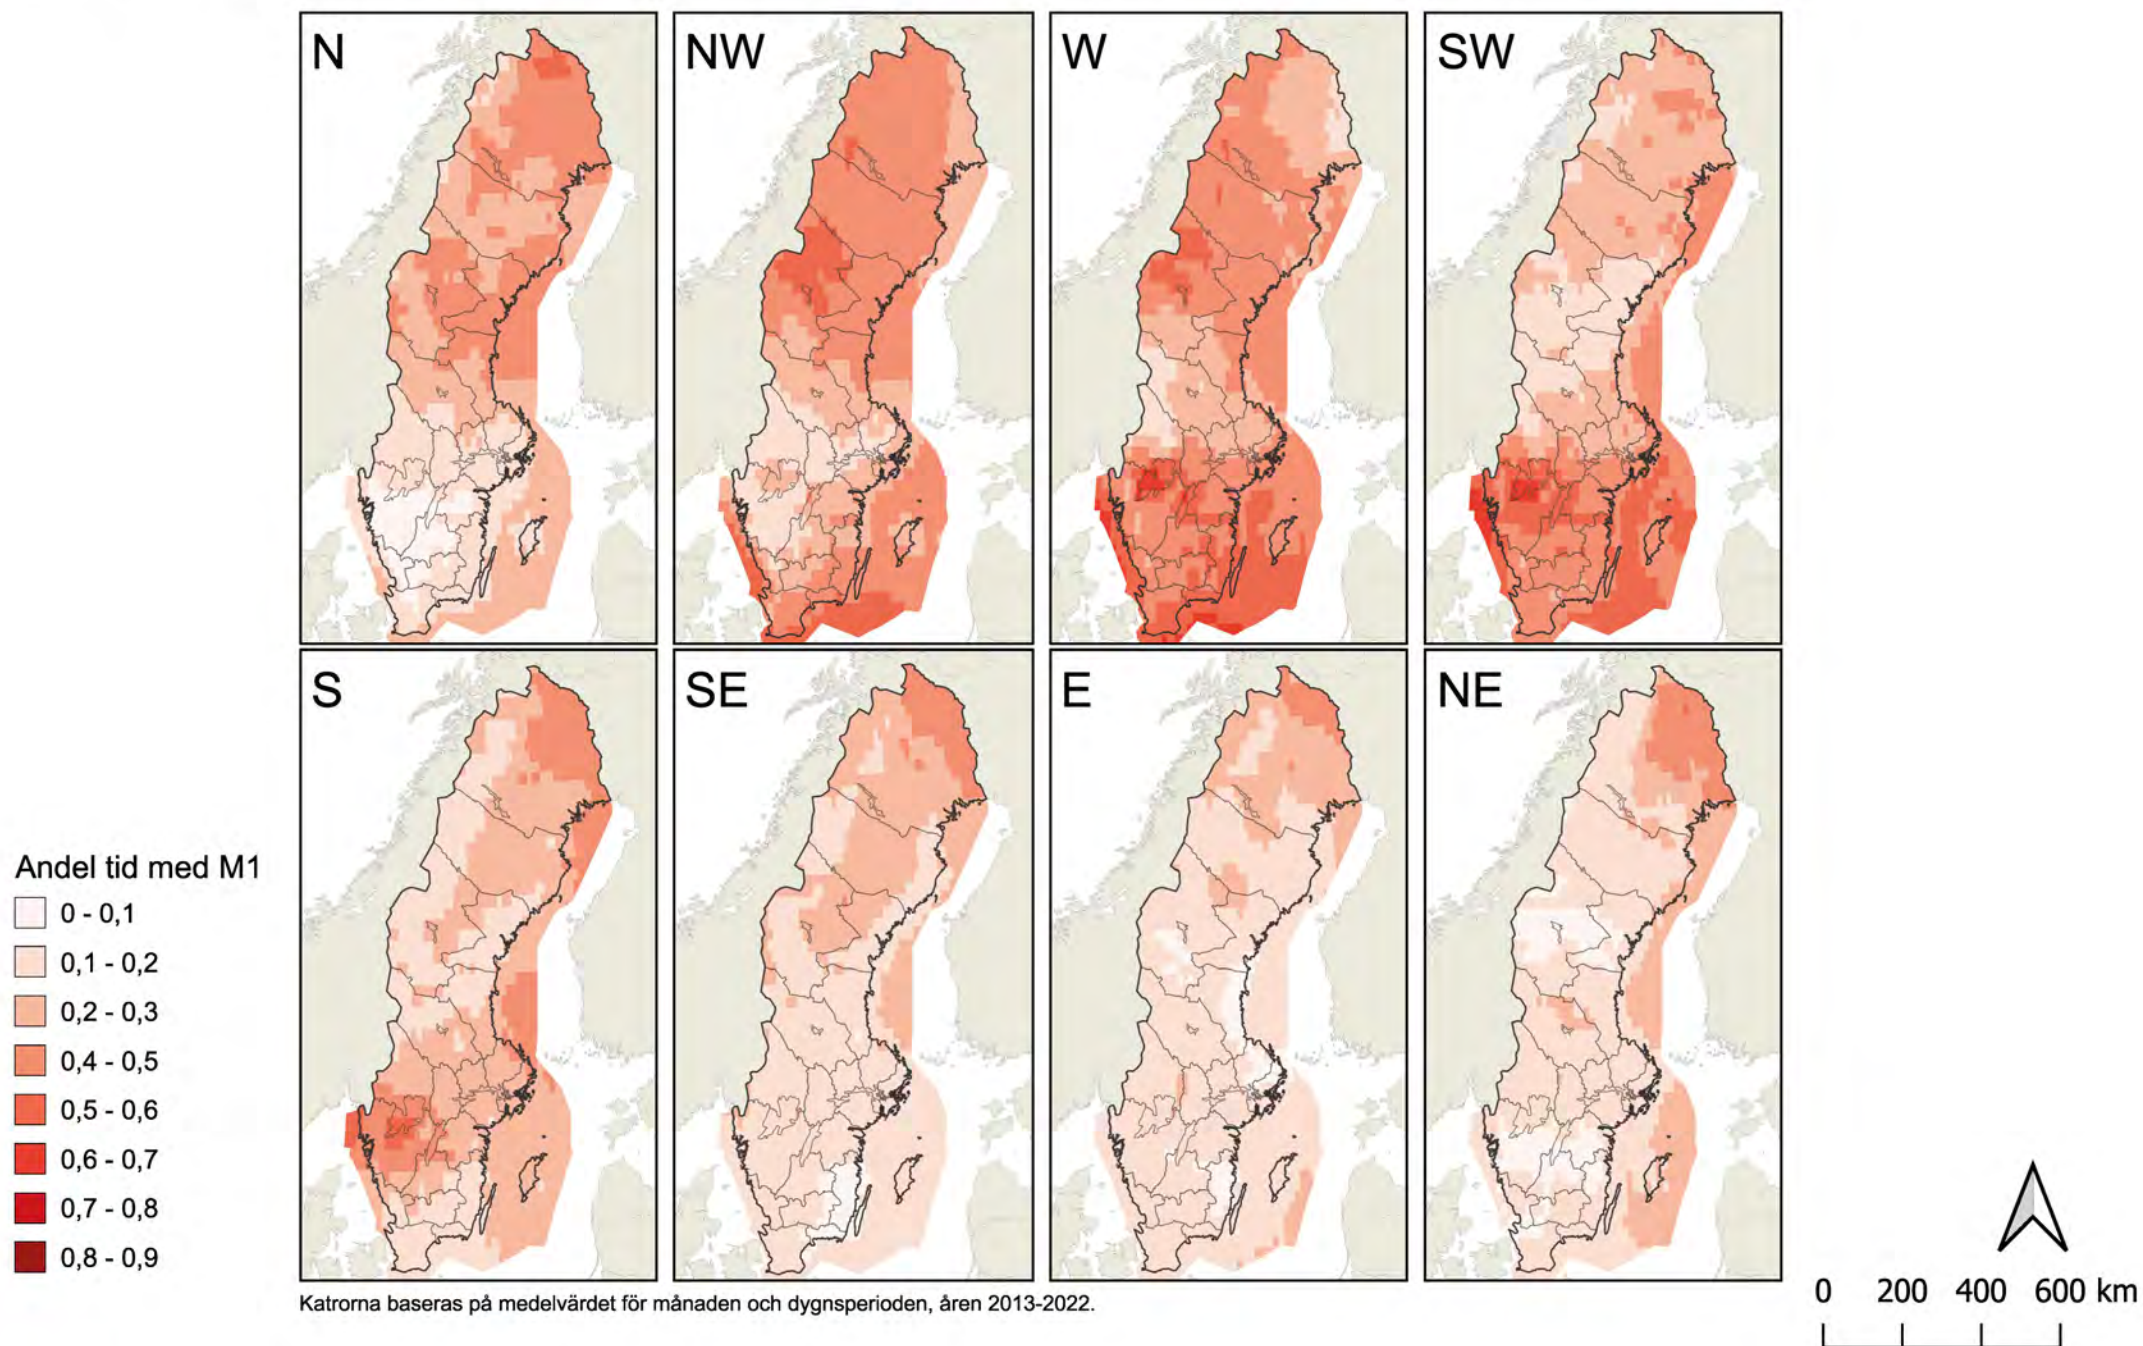 N
NW
W
SW
S
SE
E
NE
Andel tid med M1
0 - 0,1
0,1 - 0,2
0,2 - 0,3
0,4 - 0,5
0,5 - 0,6
0,6 - 0,7
0,7 - 0,8
0,8 - 0,9
Katrorna baseras på medelvärdet för månaden och dygnsperioden, åren 2013-2022.
0 200 400 600 km